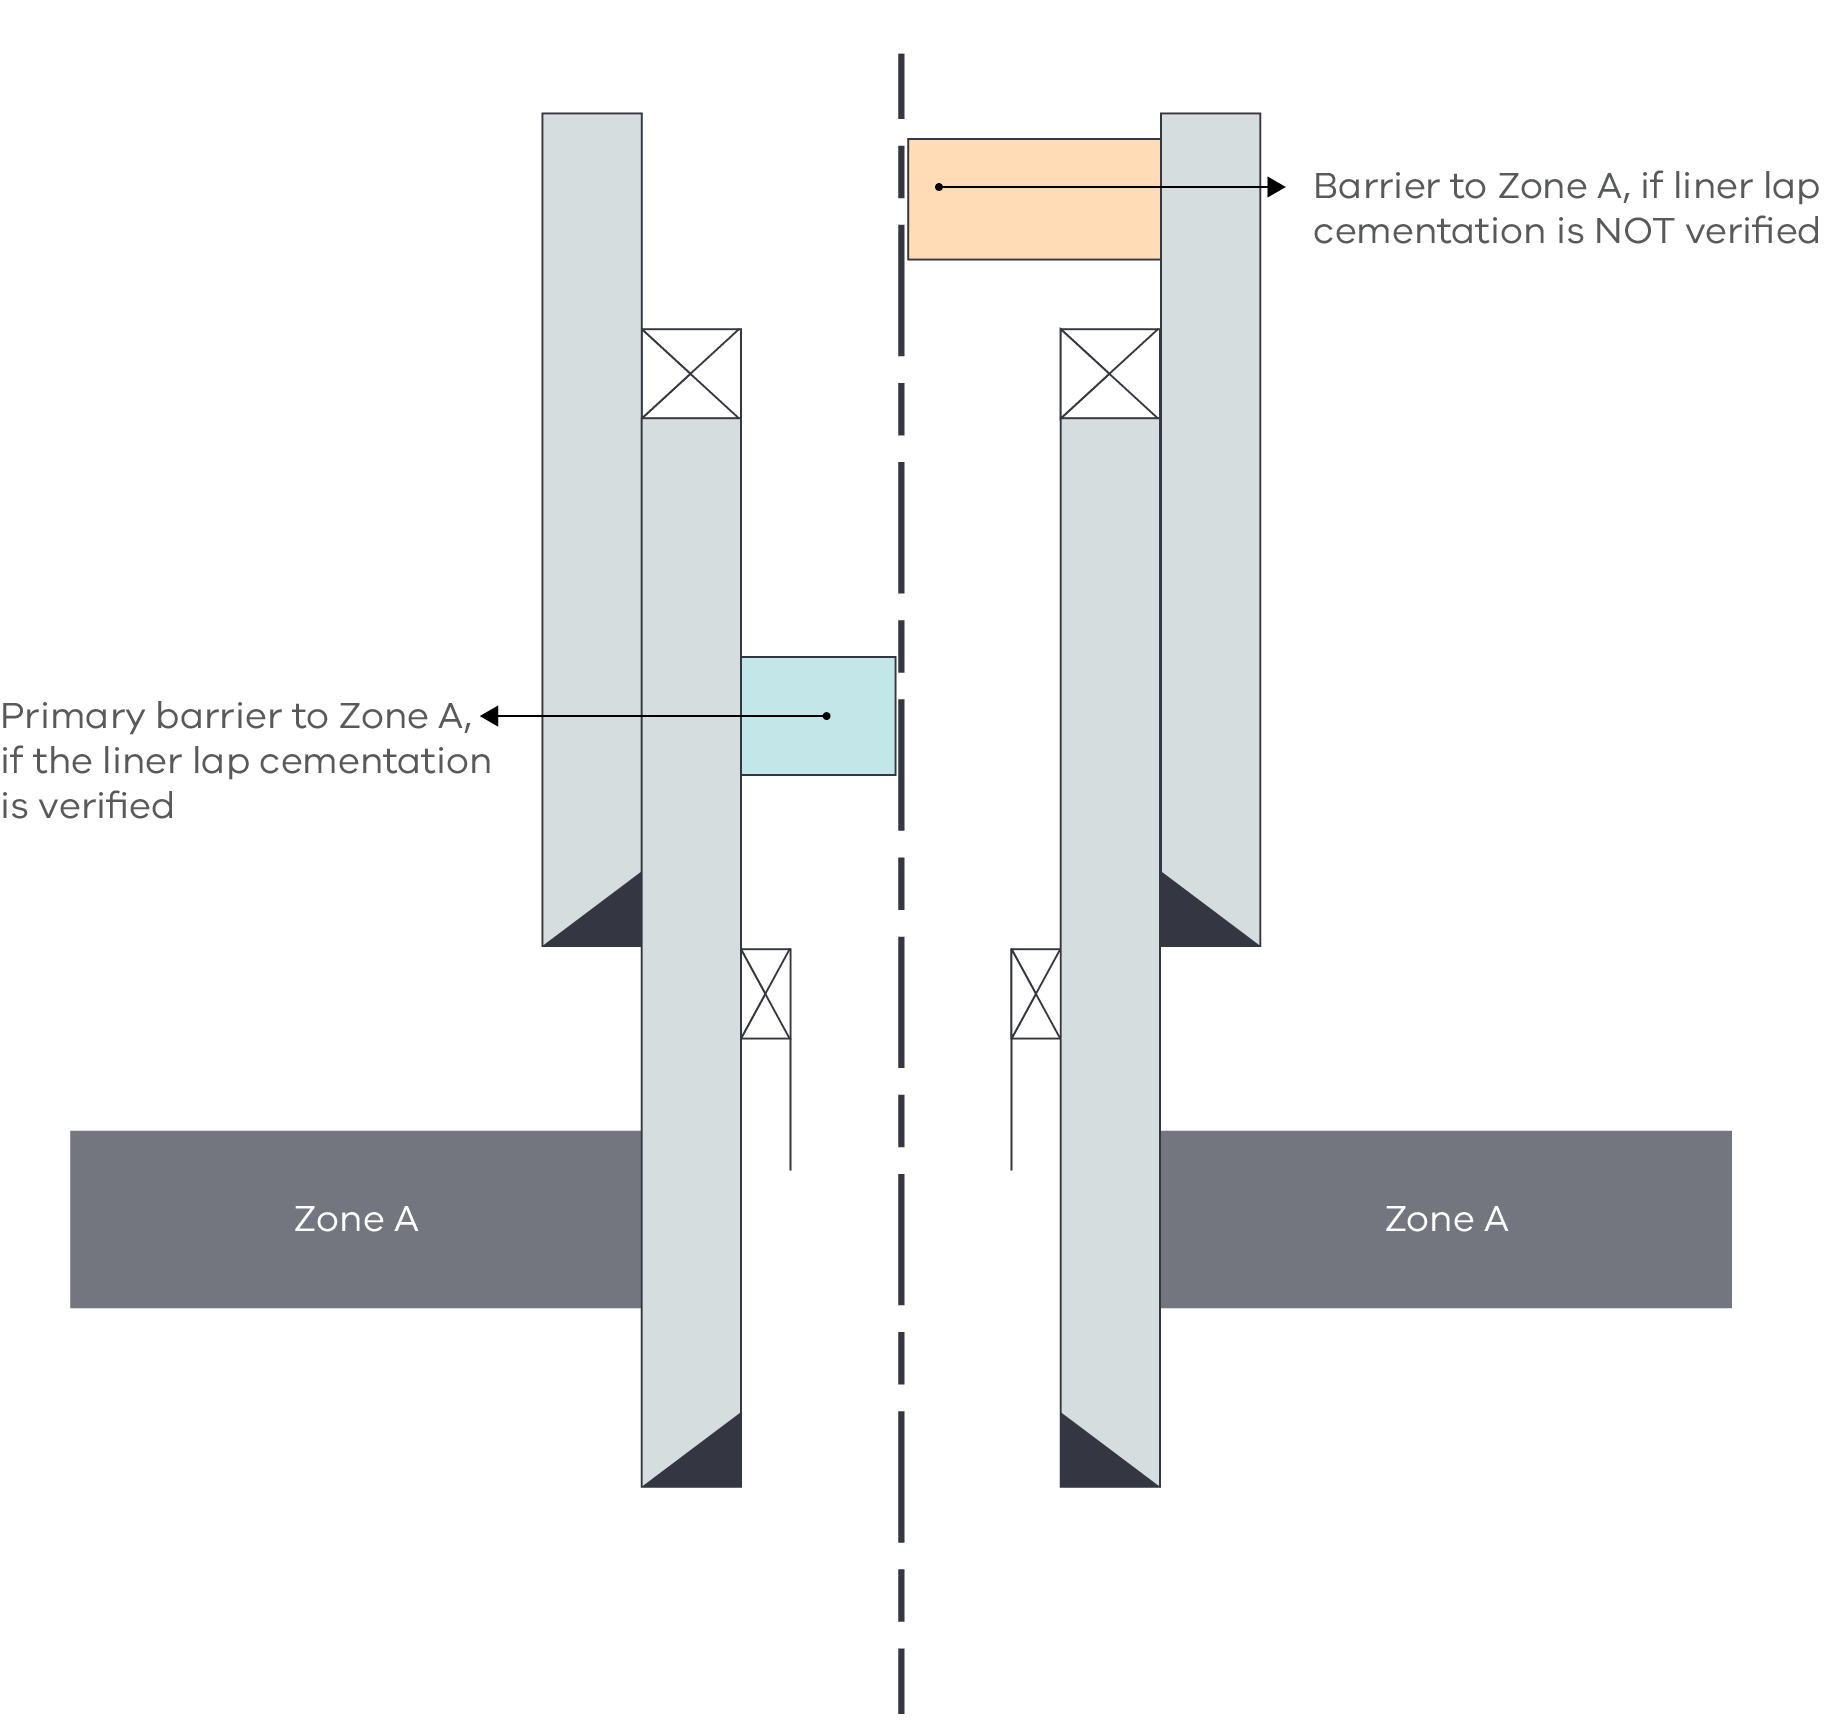 Barrier to Zone A, if liner lap
cementation is NOT verified
Primary barrier to Zone A,
if the liner lap cementation
is verified
Zone A
Zone A